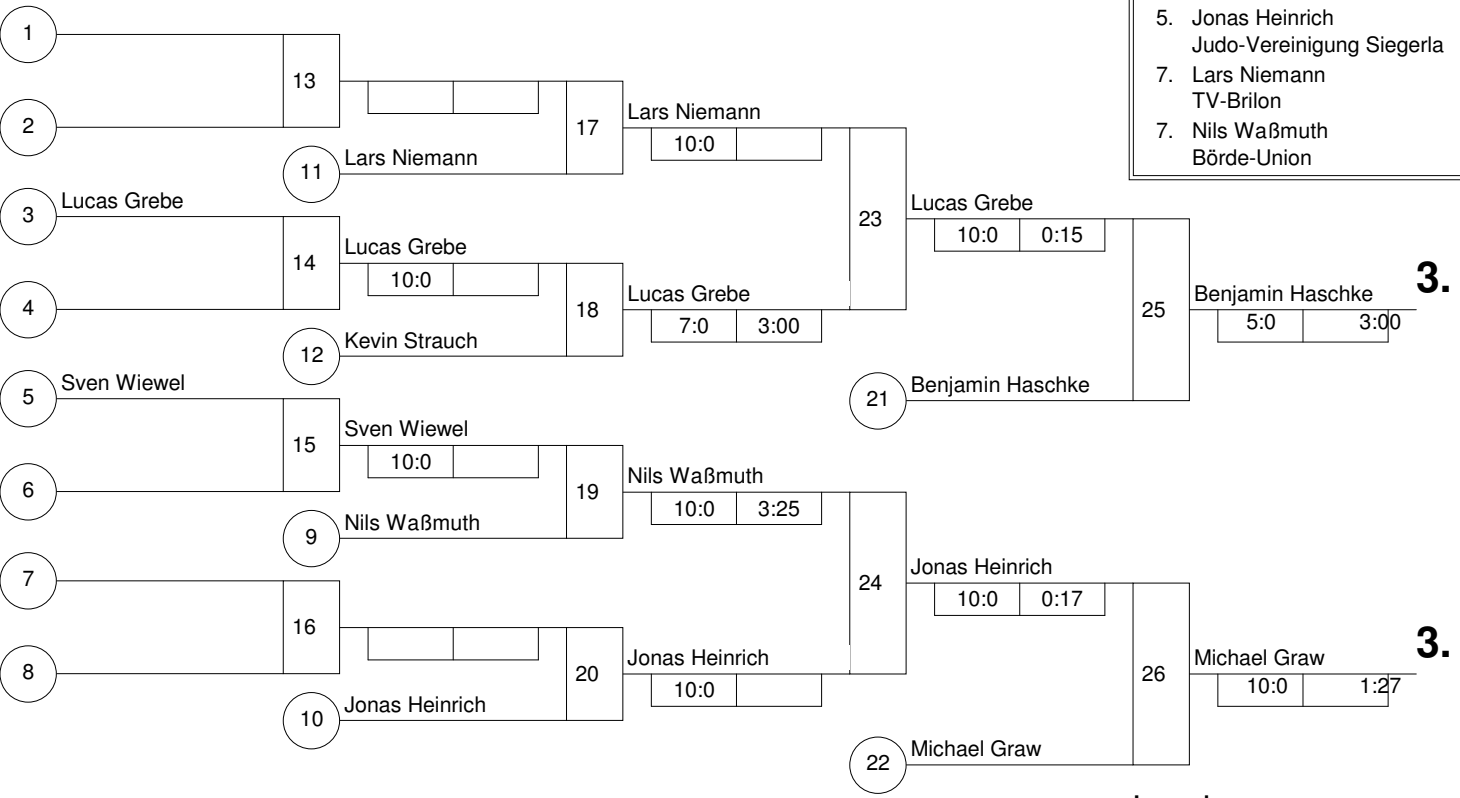 1
5. Jonas Heinrich
Judo-Vereinigung Siegerla
13
7. Lars Niemann
TV-Brilon
2
17
Lars Niemann
10:0
7. Nils Waßmuth
Börde-Union
11
Lars Niemann
3
Lucas Grebe
23
Lucas Grebe
10:0 0:15
14
Lucas Grebe
10:0
3.
4
18
Lucas Grebe
7:0 3:00
25
Benjamin Haschke
5:0 3:00
12
Kevin Strauch
5
Sven Wiewel
21
Benjamin Haschke
15
Sven Wiewel
10:0
6
19
Nils Waßmuth
10:0 3:25
9
Nils Waßmuth
7
24
Jonas Heinrich
10:0 0:17
16
3.
8
20
Jonas Heinrich
10:0
26
Michael Graw
10:0 1:27
10
Jonas Heinrich
22
Michael Graw